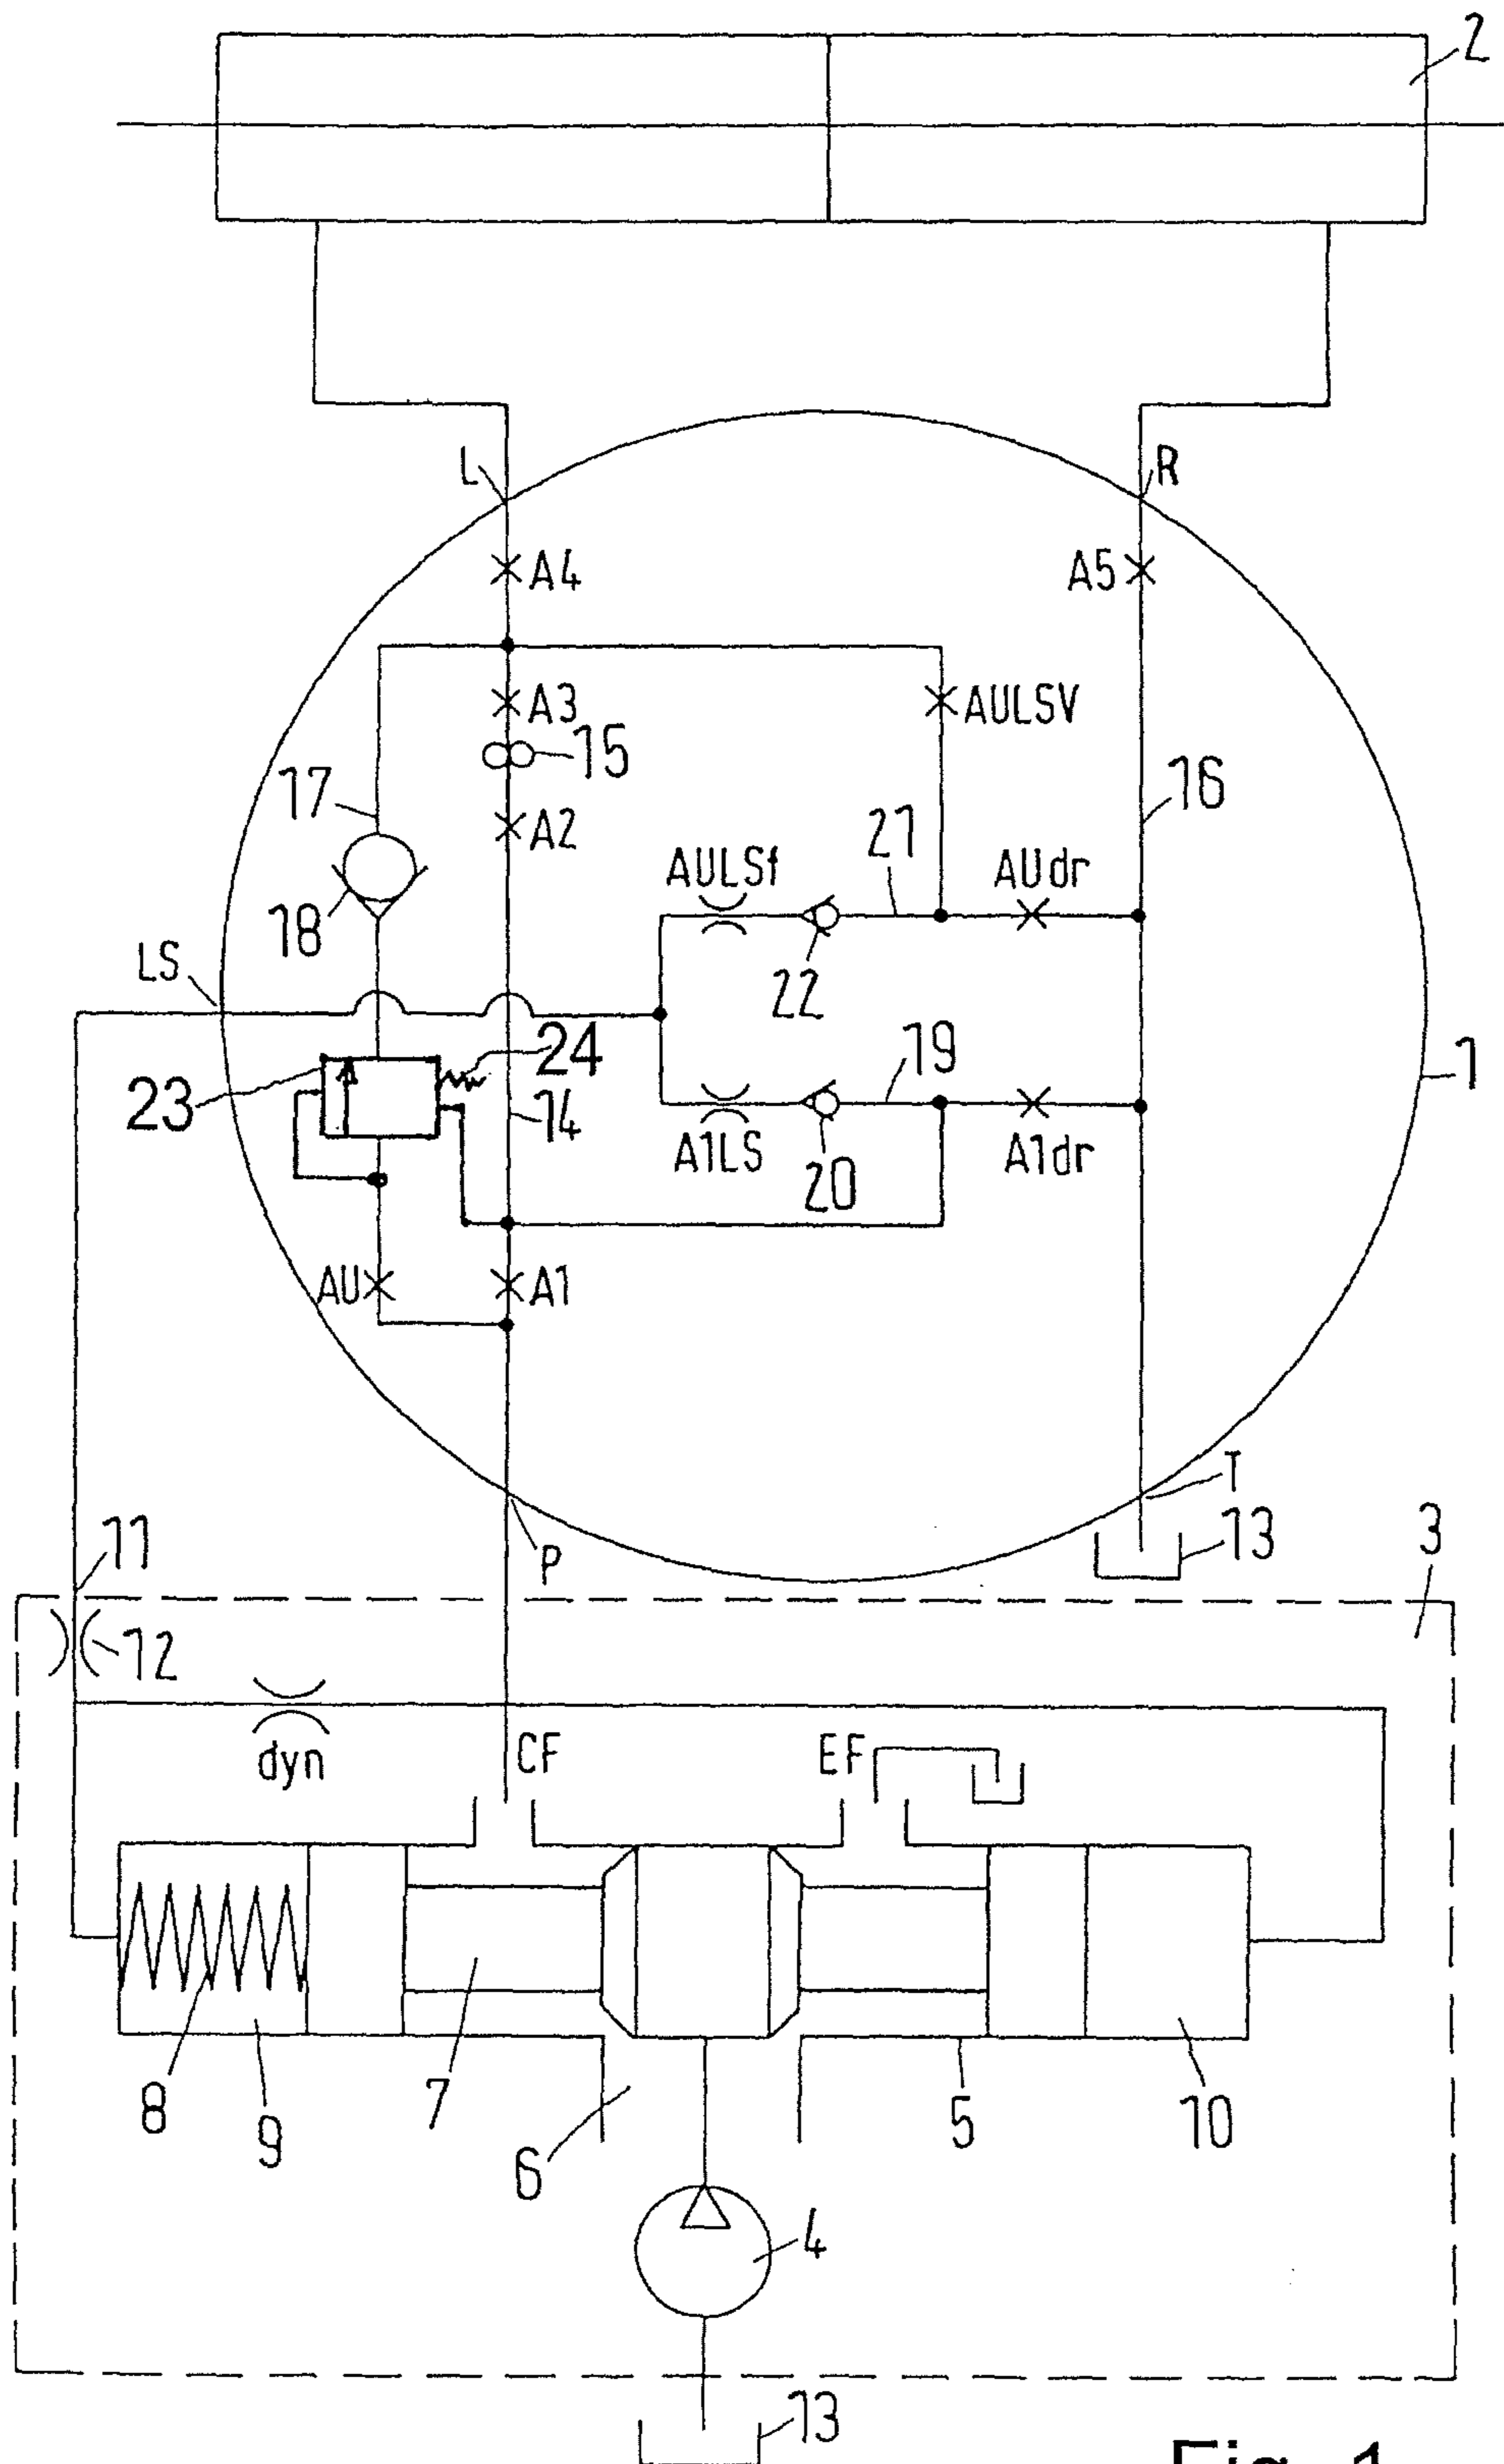 2
L
R
A4
A5
A3
AULSV
15
17
16
A2
21
AULSf
AUdr
18
LS
22
24
19
23
14
1
A1LS
A1dr
20
AU
A1
T
11
P
13
3
12
CF
EF
dyn
8
7
5
10
9
6
4
13
Fig. 1